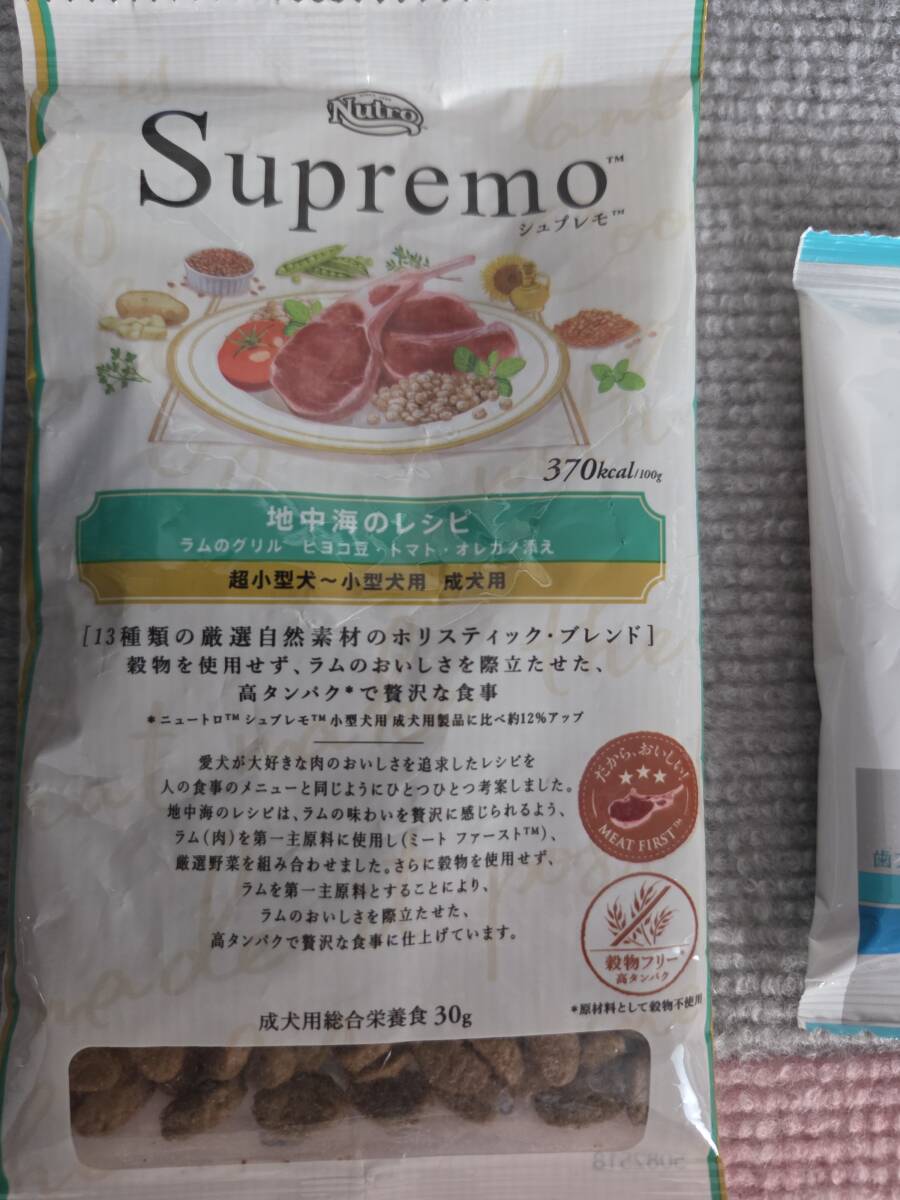 Nutro
Supremo™
シュプレモ™
370kcal/100g
地中海のレシピ
ラムのグリル ヒヨコ豆・トマト・オレガノ添え
超小型犬～小型犬用 成犬用
[13種類の厳選自然素材のホリスティック・ブレンド]
穀物を使用せず、ラムのおいしさを際立たせた、
高タンパク*で贅沢な食事
*ニュートロ™ シュプレモ™ 小型犬用 成犬用製品に比べ約12%アップ
愛犬が大好きな肉のおいしさを追求したレシピを
人の食事のメニューと同じようにひとつひとつ考案しました。
地中海のレシピは、ラムの味わいを贅沢に感じられるよう、
ラム(肉)を第一主原料に使用し(ミート ファースト™)、
厳選野菜を組み合わせました。さらに穀物を使用せず、
ラムを第一主原料とすることにより、
ラムのおいしさを際立たせた、
高タンパクで贅沢な食事に仕上げています。
だから、おいしい!
MEAT FIRST™
穀物フリー*
高タンパク
*原材料として穀物不使用
成犬用総合栄養食 30g
歯